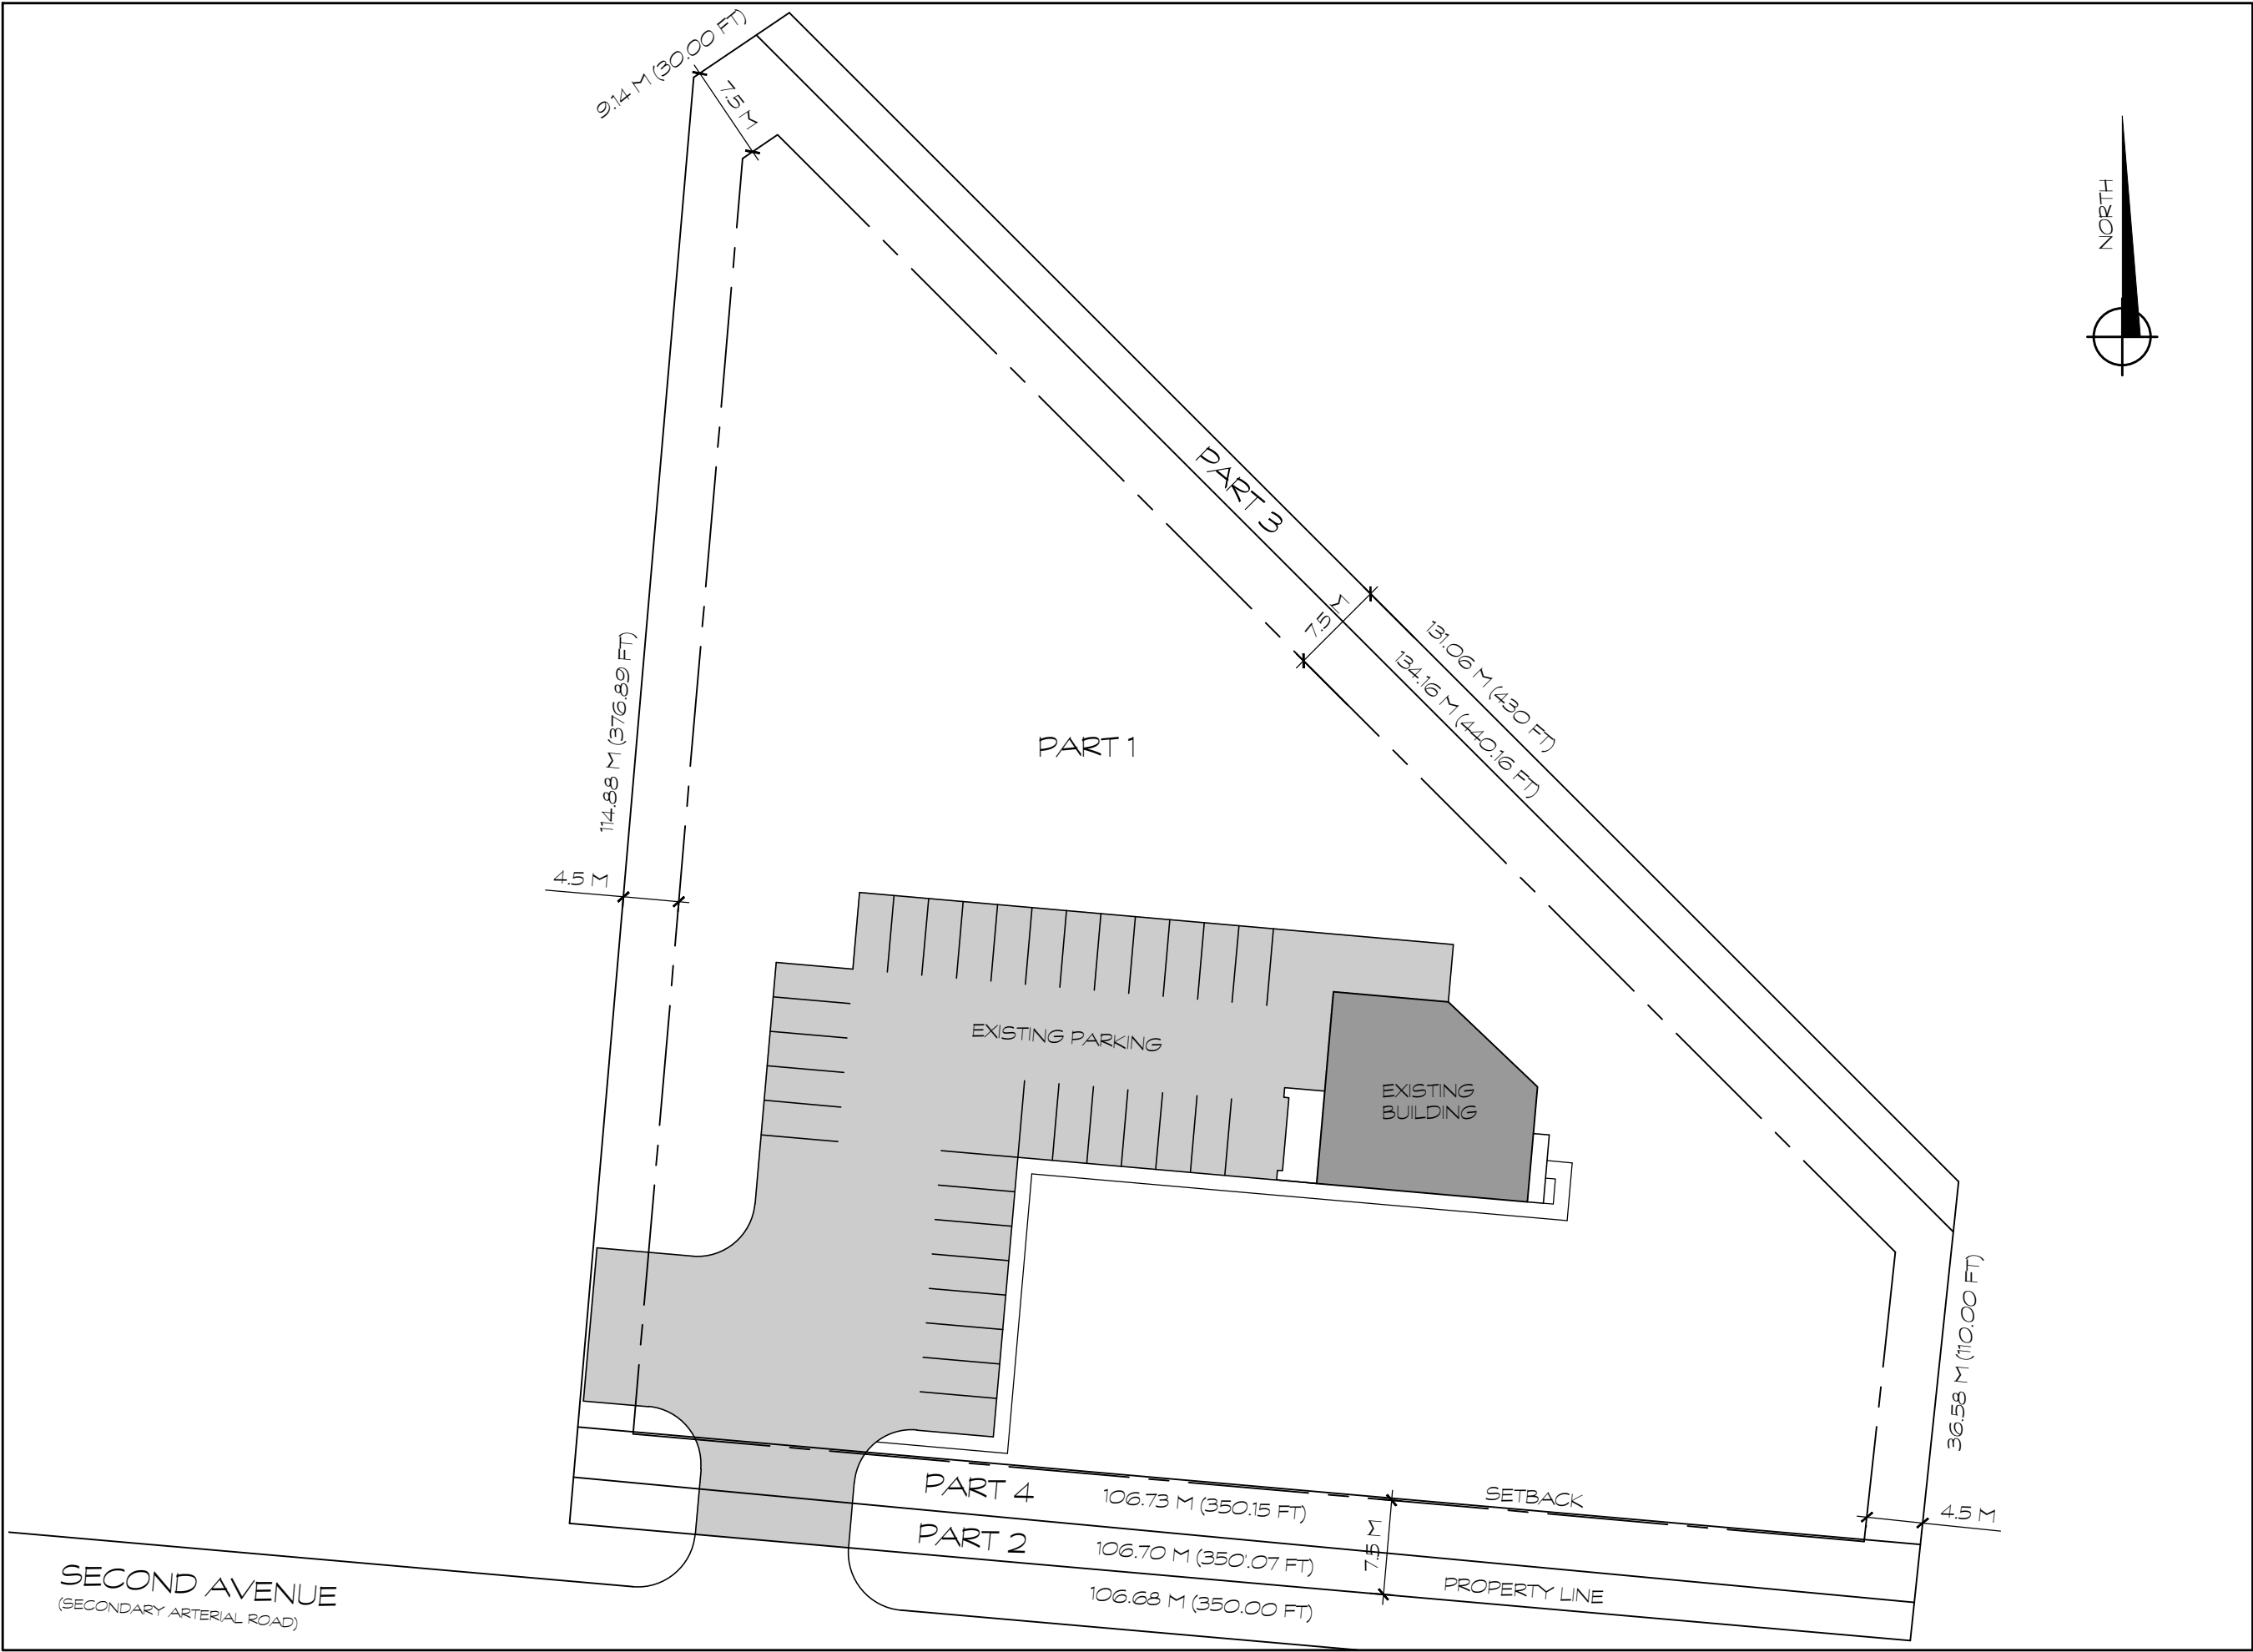 9.14 M (30.00 FT)
7.5 M
NORTH
PART 3
7.5 M
131.06 M (430 FT)
134.16 M (440.16 FT)
114.88 M (376.89 FT)
PART 1
4.5 M
EXISTING PARKING
EXISTING
BUILDING
36.58 M (110.00 FT)
PART 4
106.73 M (350.15 FT)
SETBACK
4.5 M
PART 2
106.70 M (350'.07 FT)
7.5 M
PROPERTY LINE
106.68 M (350.00 FT)
SECOND AVENUE
(SECONDARY ARTERIAL ROAD)